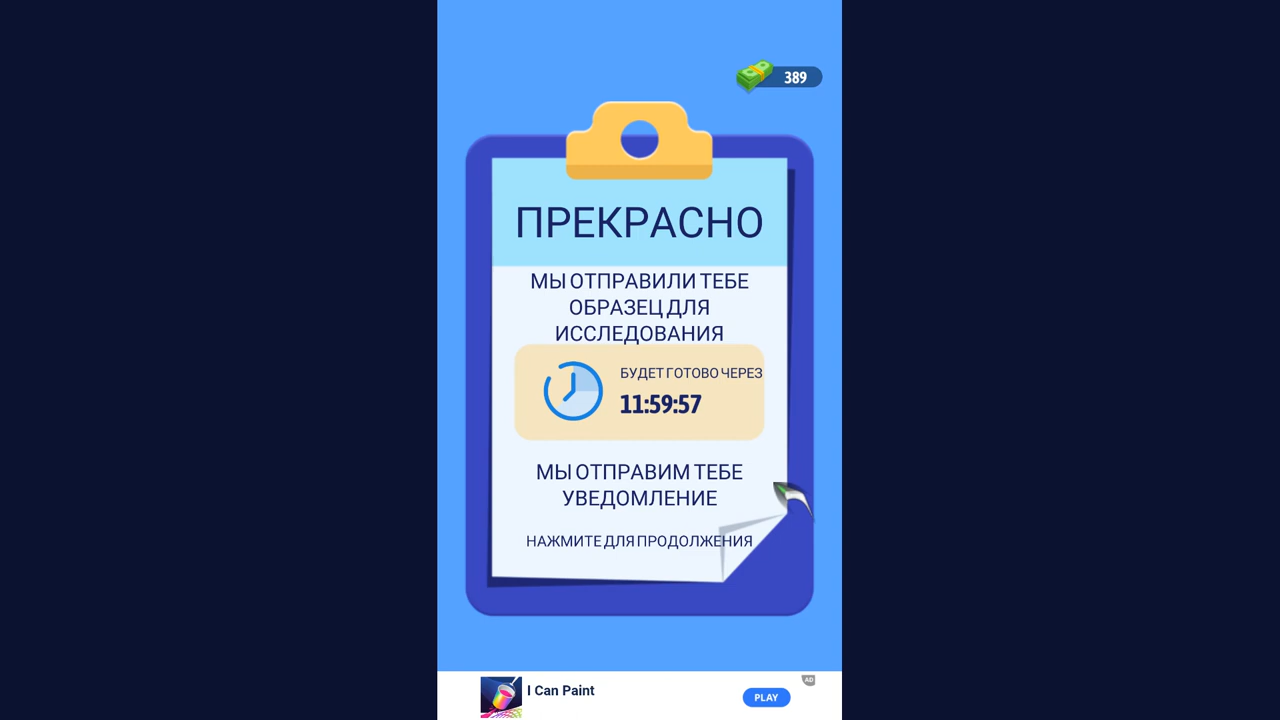 389
ПРЕКРАСНО
МЫ ОТПРАВИЛИ ТЕБЕ
ОБРАЗЕЦ ДЛЯ
ИССЛЕДОВАНИЯ
БУДЕТ ГОТОВО ЧЕРЕЗ
11:59:57
МЫ ОТПРАВИМ ТЕБЕ
УВЕДОМЛЕНИЕ
НАЖМИТЕ ДЛЯ ПРОДОЛЖЕНИЯ
AD
I Can Paint
PLAY